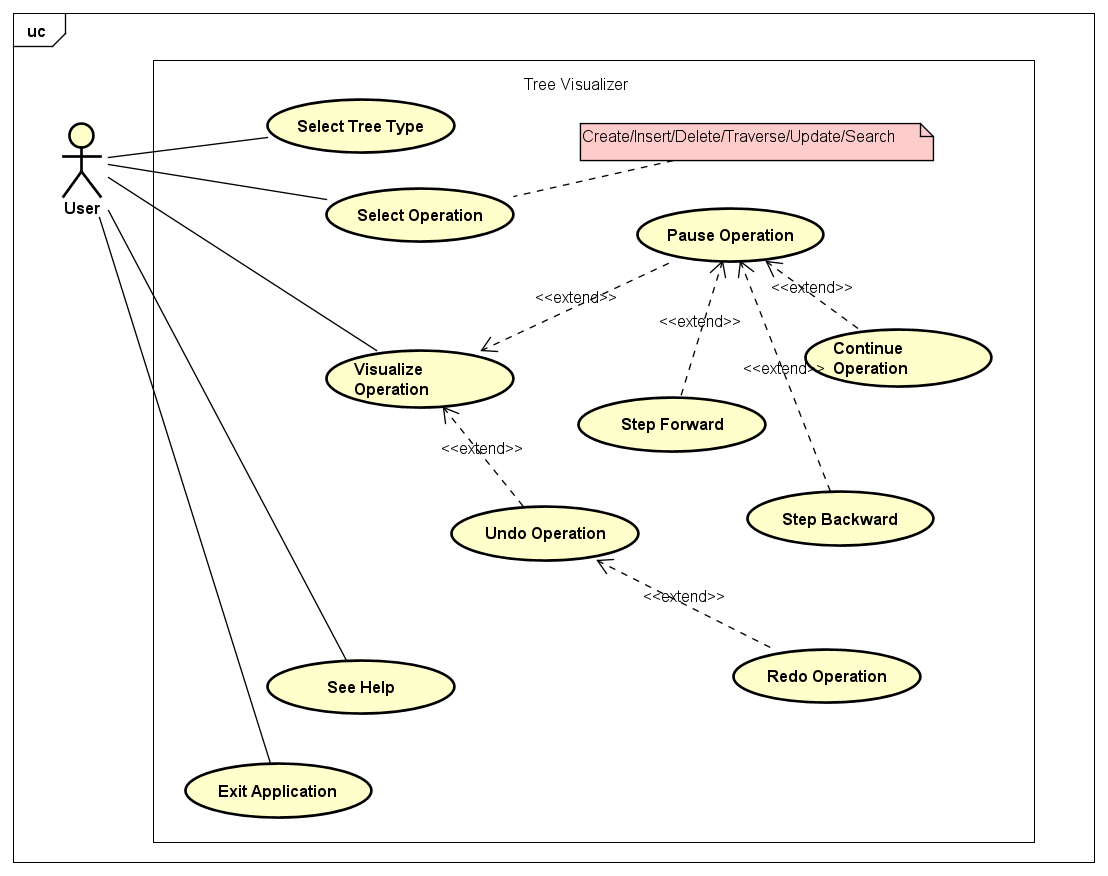 uc
Tree Visualizer
Select Tree Type
Create/Insert/Delete/Traverse/Update/Search
User
Select Operation
Pause Operation
<<extend>>
<<extend>>
<<extend>>
Continue
Operation
Visualize
Operation
<<extend>>
Step Forward
<<extend>>
Step Backward
Undo Operation
<<extend>>
Redo Operation
See Help
Exit Application